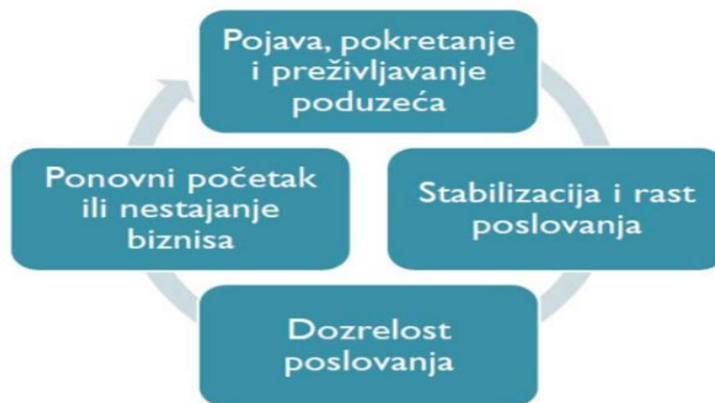 Pojava, pokretanje
i preživljavanje
poduzeća
Stabilizacija i rast
poslovanja
Dozrelost
poslovanja
Ponovni početak
ili nestajanje
biznisa